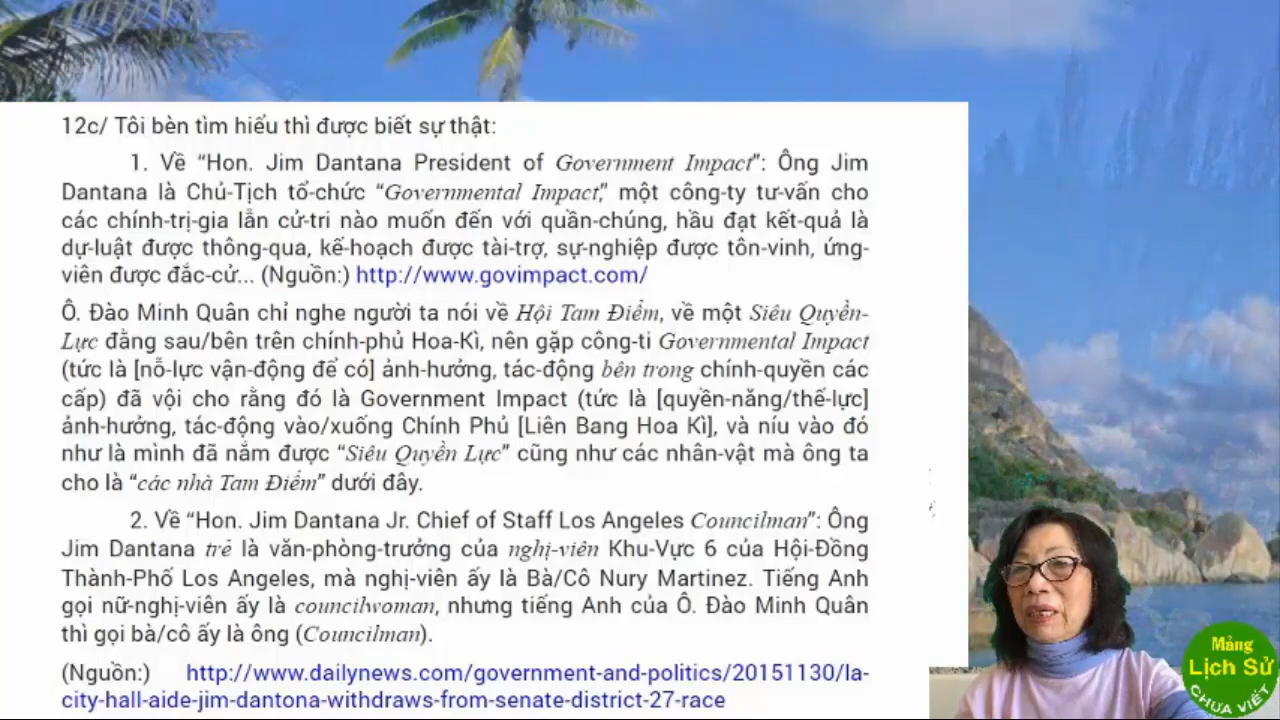 12c/ Tôi bèn tìm hiểu thì được biết sự thật:
1. Về “Hon. Jim Dantana President of Government Impact”: Ông Jim
Dantana là Chủ-Tịch tổ-chức “Governmental Impact,” một công-ty tư-vấn cho
các chính-trị-gia lẫn cử-tri nào muốn đến với quần-chúng, hầu đạt kết-quả là
dự-luật được thông-qua, kế-hoạch được tài-trợ, sự-nghiệp được tôn-vinh, ứng-
viên được đắc-cử... (Nguồn:) http://www.govimpact.com/
Ô. Đào Minh Quân chỉ nghe người ta nói về Hội Tam Điểm, về một Siêu Quyền-
Lực đằng sau/bên trên chính-phủ Hoa-Kì, nên gặp công-ti Governmental Impact
(tức là [nỗ-lực vận-động để có] ảnh-hưởng, tác-động bên trong chính-quyền các
cấp) đã vội cho rằng đó là Government Impact (tức là [quyền-năng/thế-lực]
ảnh-hưởng, tác-động vào/xuống Chính Phủ [Liên Bang Hoa Kì], và níu vào đó
như là mình đã nắm được “Siêu Quyền Lực” cũng như các nhân-vật mà ông ta
cho là “các nhà Tam Điểm” dưới đây.
2. Về “Hon. Jim Dantana Jr. Chief of Staff Los Angeles Councilman”: Ông
Jim Dantana trẻ là văn-phòng-trưởng của nghị-viên Khu-Vực 6 của Hội-Đồng
Thành-Phố Los Angeles, mà nghị-viên ấy là Bà/Cô Nury Martinez. Tiếng Anh
gọi nữ-nghị-viên ấy là councilwoman, nhưng tiếng Anh của Ô. Đào Minh Quân
thì gọi bà/cô ấy là ông (Councilman).
(Nguồn:) http://www.dailynews.com/government-and-politics/20151130/la-
city-hall-aide-jim-dantona-withdraws-from-senate-district-27-race
Mảng
Lịch Sử
CHƯA VIẾT